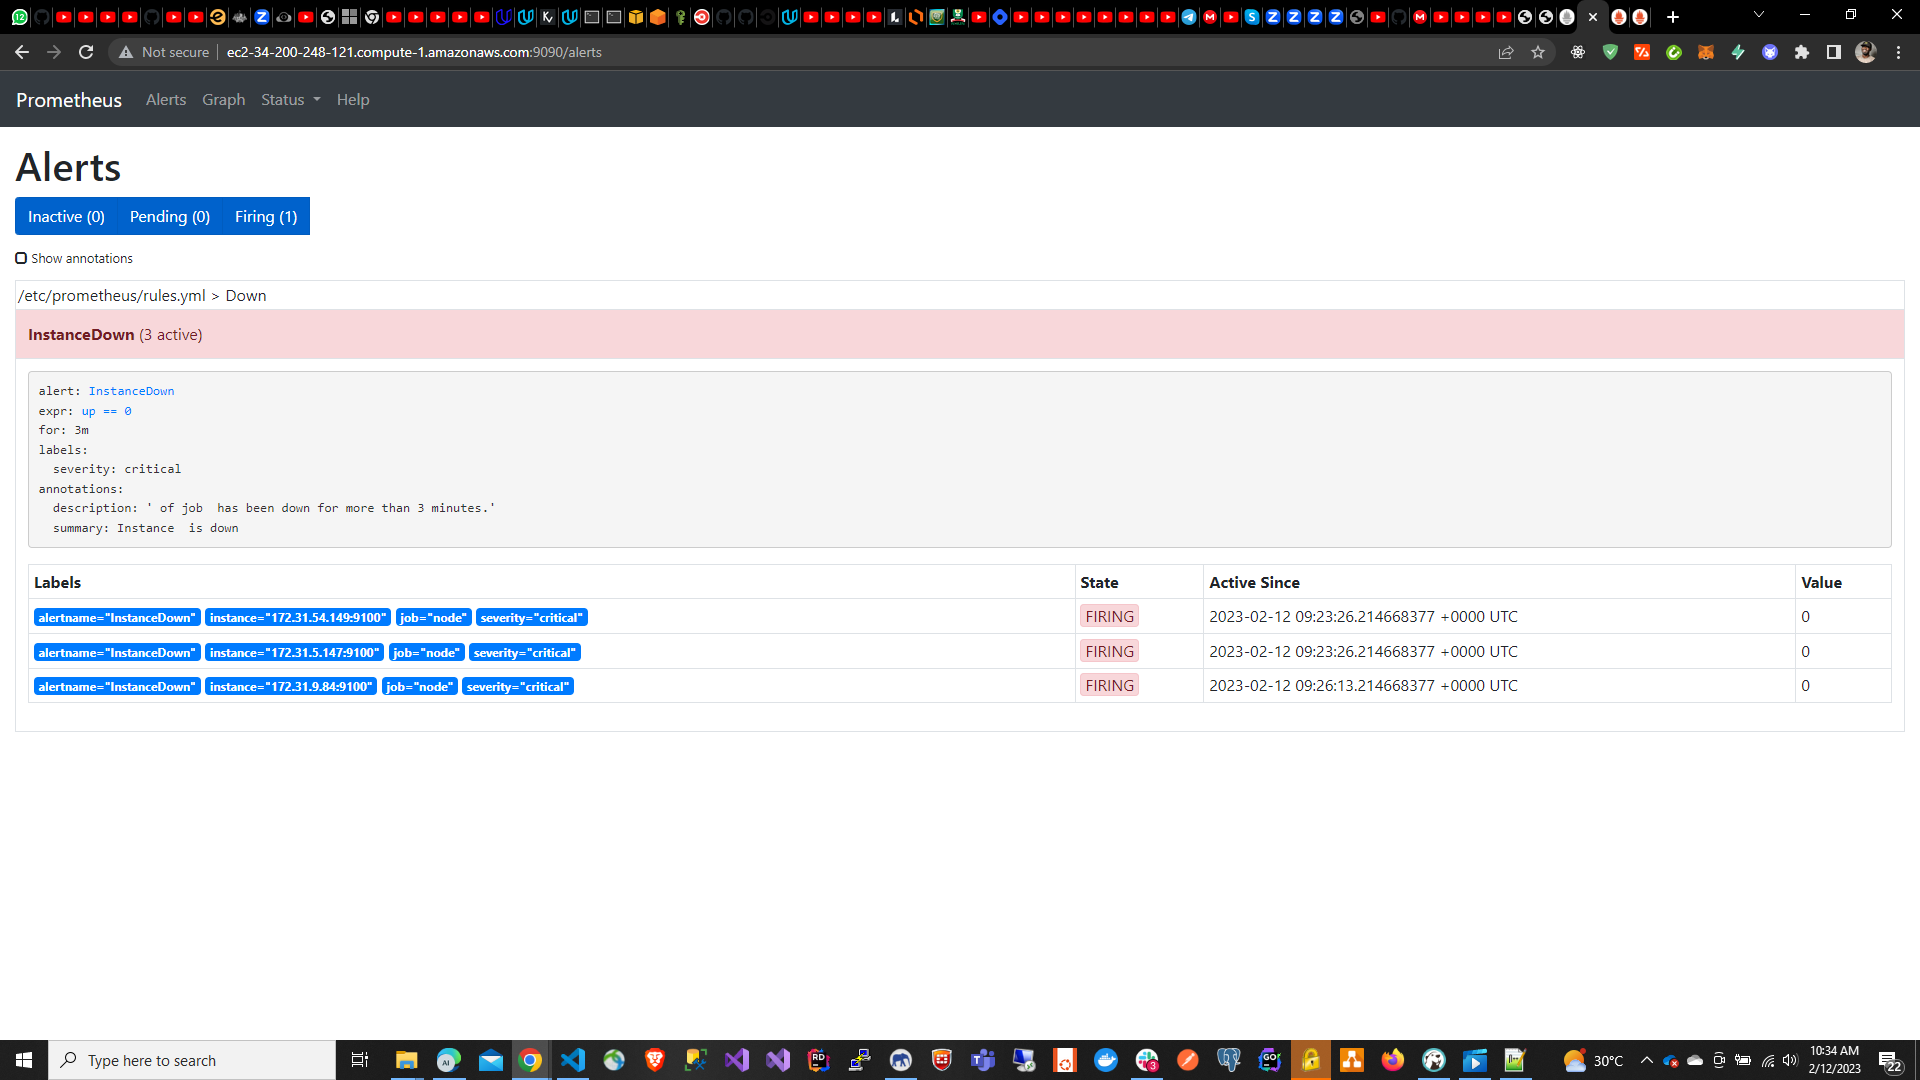 Not secure ec2-34-200-248-121.compute-1.amazonaws.com:9090/alerts
Prometheus Alerts Graph Status Help
Alerts
Inactive (0) Pending (0) Firing (1)
Show annotations
/etc/prometheus/rules.yml > Down
InstanceDown (3 active)
alert: InstanceDown
expr: up == 0
for: 3m
labels:
severity: critical
annotations:
description: ' of job  has been down for more than 3 minutes.'
summary: Instance  is down
Labels State Active Since Value
alertname="InstanceDown" instance="172.31.54.149:9100" job="node" severity="critical" FIRING 2023-02-12 09:23:26.214668377 +0000 UTC 0
alertname="InstanceDown" instance="172.31.5.147:9100" job="node" severity="critical" FIRING 2023-02-12 09:23:26.214668377 +0000 UTC 0
alertname="InstanceDown" instance="172.31.9.84:9100" job="node" severity="critical" FIRING 2023-02-12 09:26:13.214668377 +0000 UTC 0
Type here to search
30°C
10:34 AM
2/12/2023
22